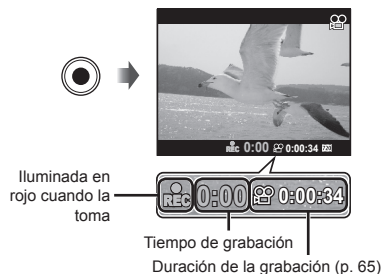 REC 0:00 0:00:34
Iluminada en
rojo cuando la
toma
REC 0:00 0:00:34
Tiempo de grabación
Duración de la grabación (p. 65)